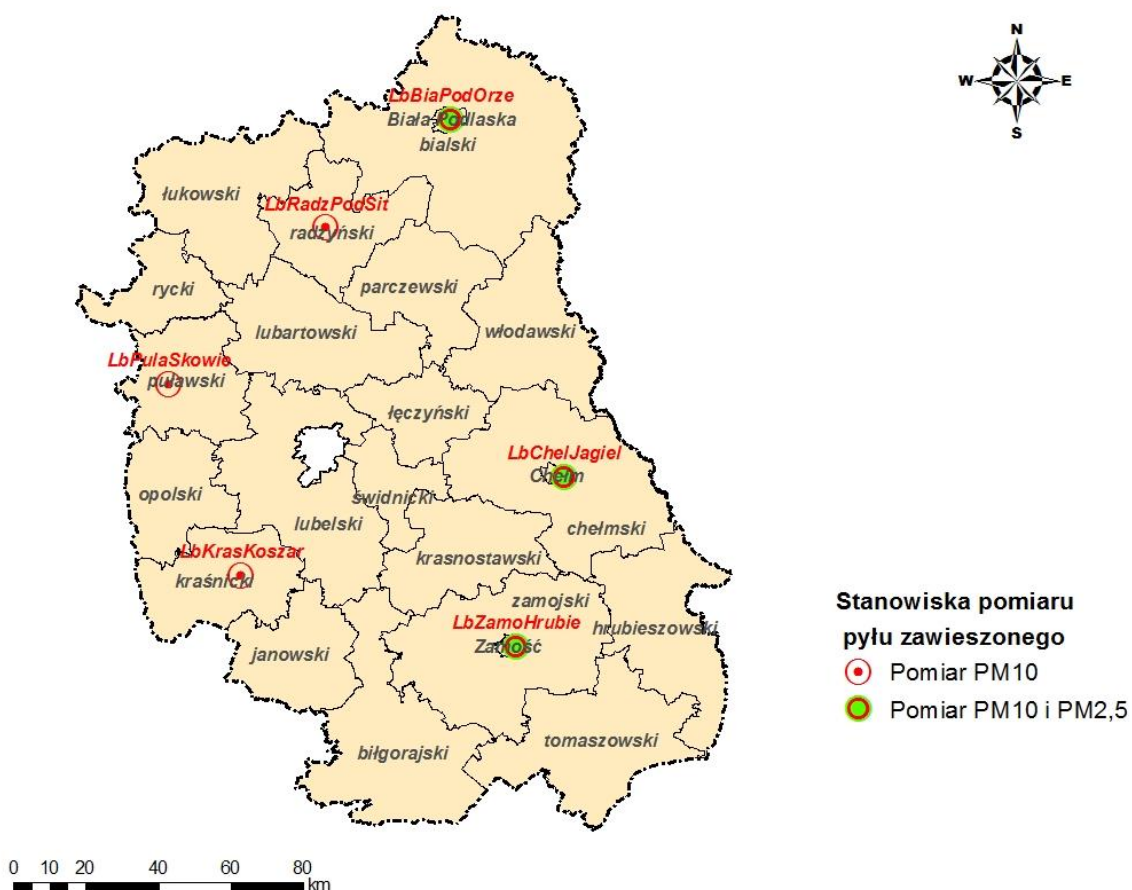 N
W E
S
LbBiaPodOrze
Biała Podlaska
bialski
łukowski
LbRadzPodSit
radzyński
rycki
parczewski
lubartowski
włodawski
LbPulaSkowie
puławski
łęczyński
LbChelJagiel
Chełm
opolski
świdnicki
lubelski
chełmski
LbKrasKoszar
kraśnicki
krasnostawski
zamojski
LbZamoHrubie
hrubieszowski
Zamość
janowski
tomaszowski
biłgorajski
Stanowiska pomiaru
pyłu zawieszonego
Pomiar PM10
Pomiar PM10 i PM2,5
0 10 20 40 60 80
km